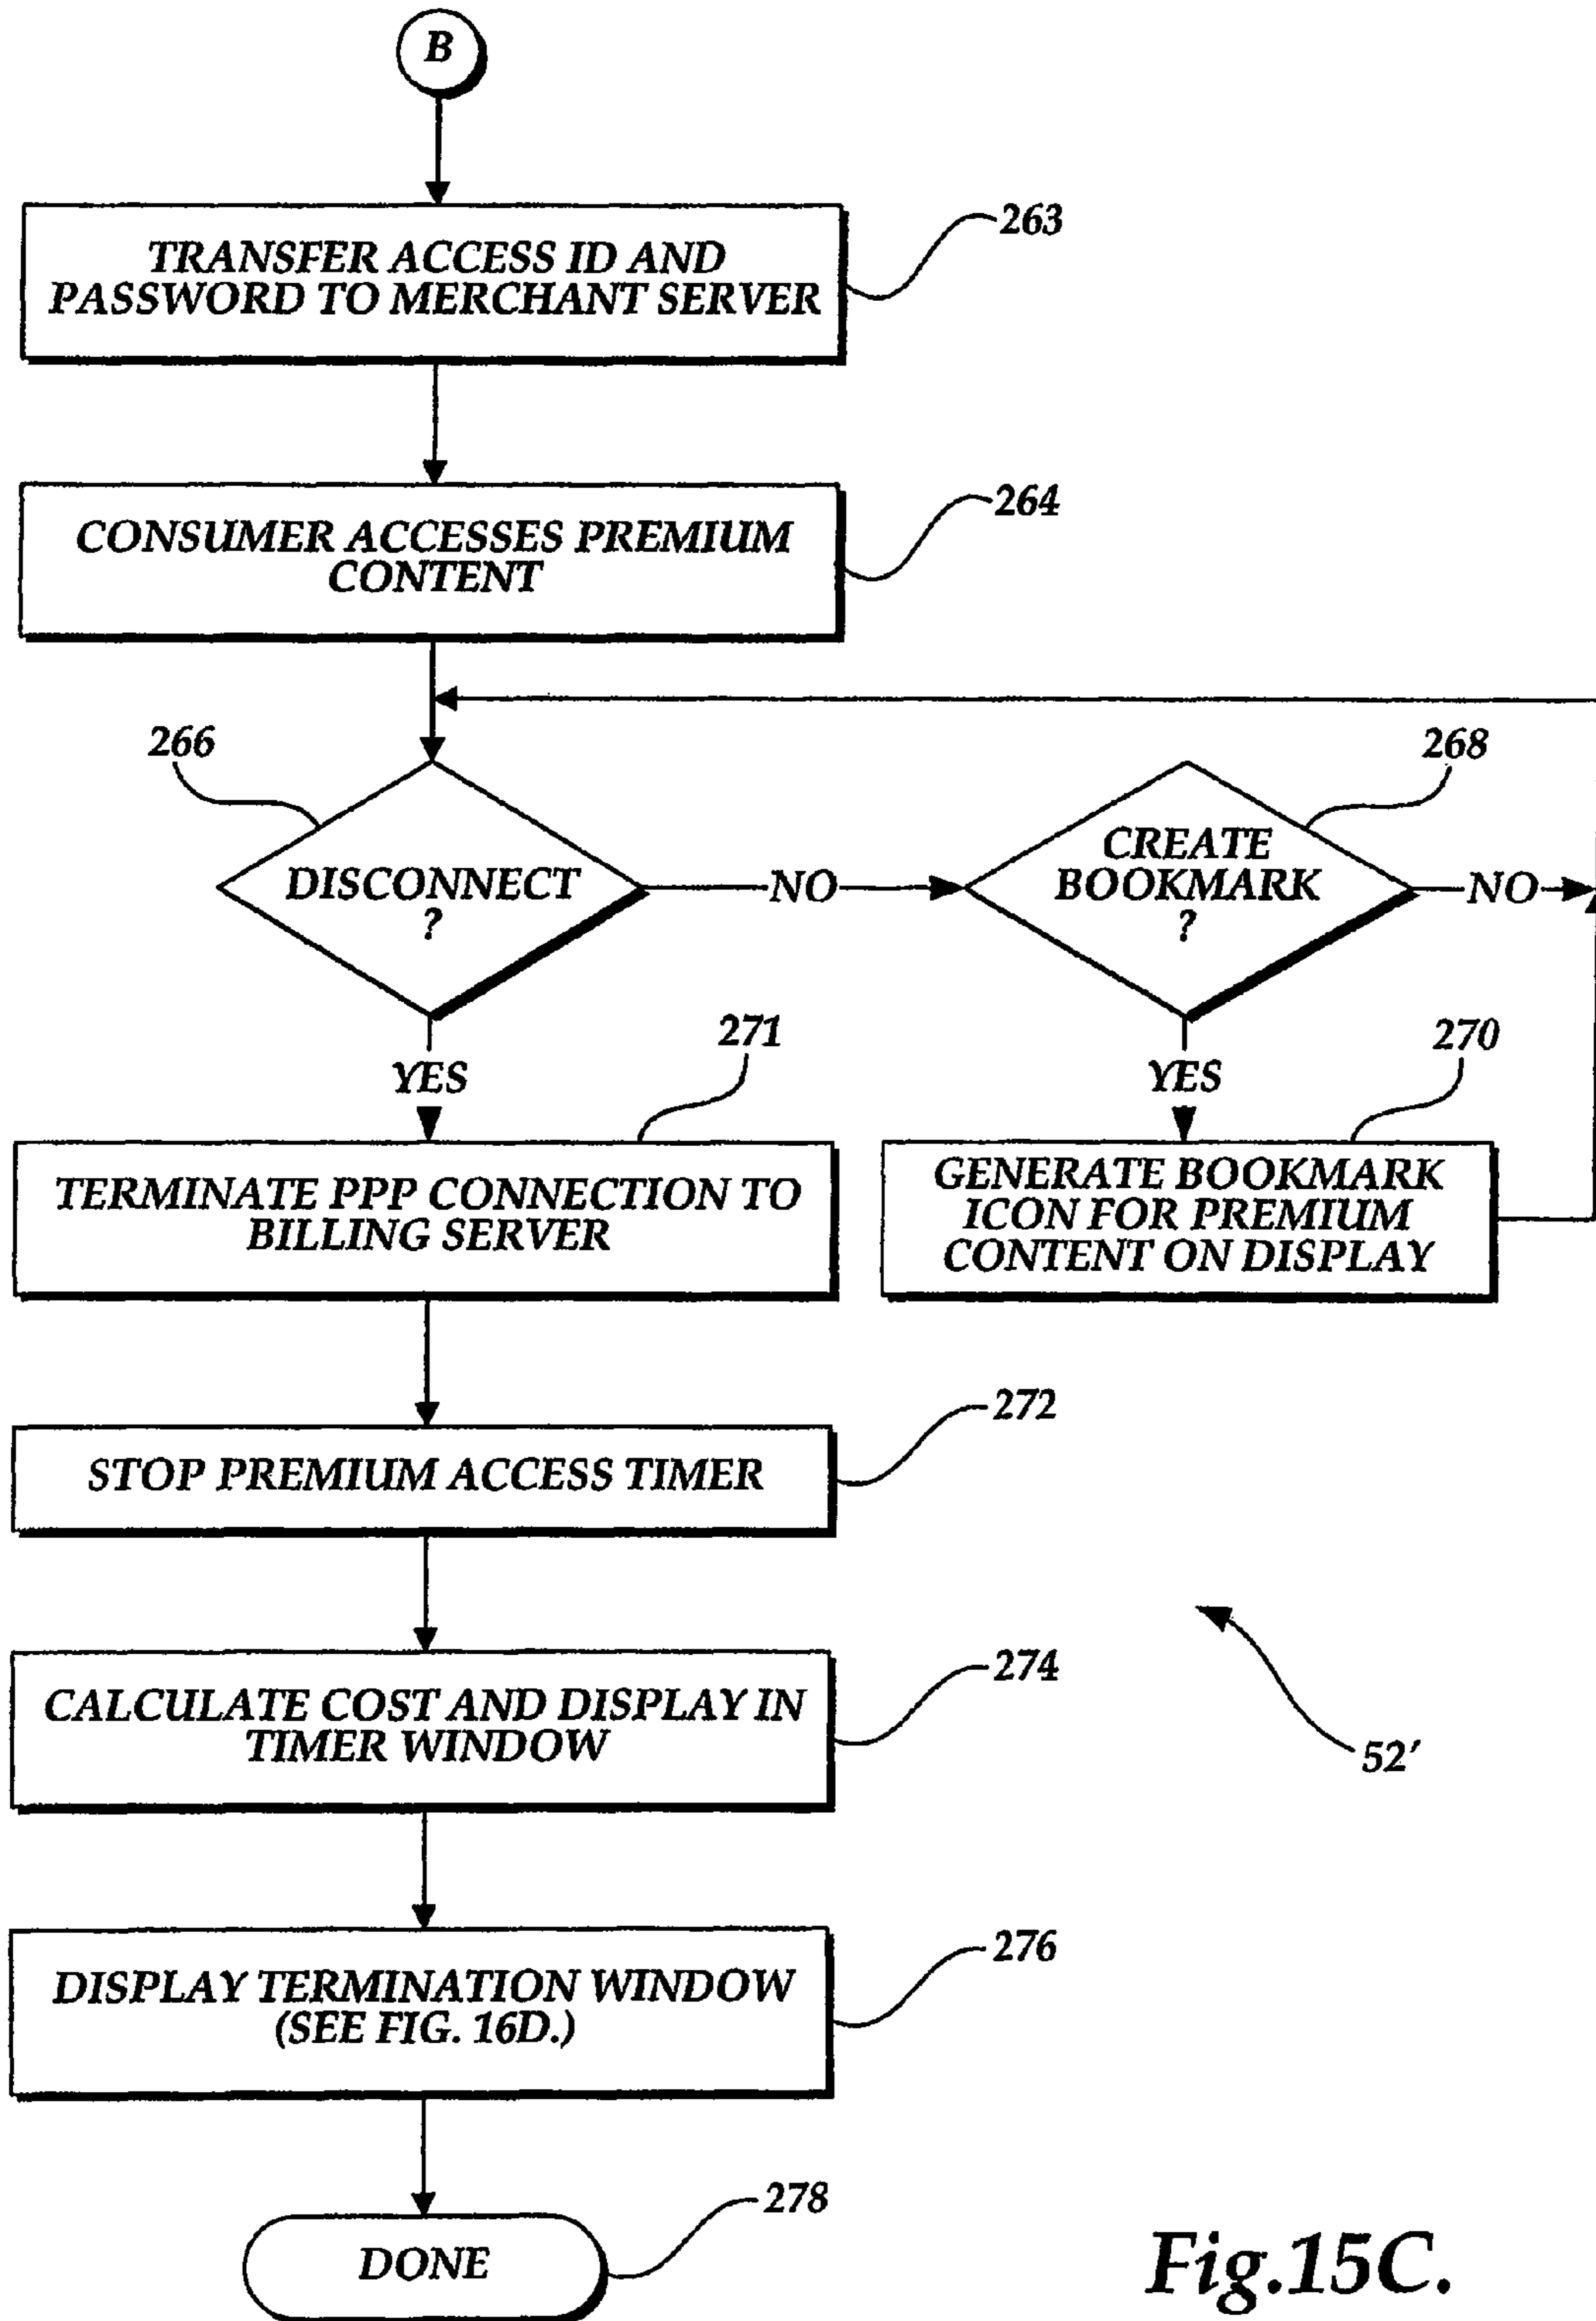 B
TRANSFER ACCESS ID AND
PASSWORD TO MERCHANT SERVER
263
CONSUMER ACCESSES PREMIUM
CONTENT
264
266
DISCONNECT
?
NO
268
CREATE
BOOKMARK
?
NO
YES
271
YES
270
TERMINATE PPP CONNECTION TO
BILLING SERVER
GENERATE BOOKMARK
ICON FOR PREMIUM
CONTENT ON DISPLAY
272
STOP PREMIUM ACCESS TIMER
274
CALCULATE COST AND DISPLAY IN
TIMER WINDOW
52'
276
DISPLAY TERMINATION WINDOW
(SEE FIG. 16D.)
278
DONE
Fig.15C.